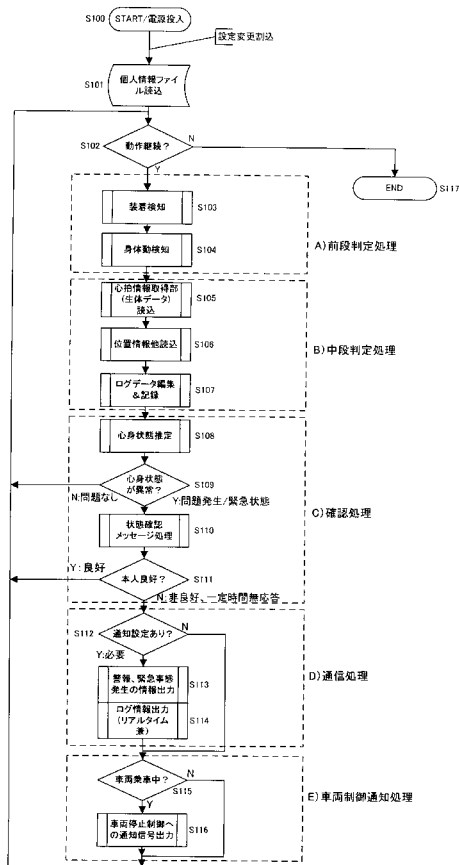 S100
START/電源投入
設定変更割込
S101
個人情報ファイ
ル読込
S102
動作継続?
N
Y
END
S117
装着検知
S103
身体動検知
S104
A)前段判定処理
心拍情報取得部
(生体データ)
読込
S105
位置情報他読込
S106
ログデータ編集
&記録
S107
B)中段判定処理
心身状態推定
S108
心身状態
が異常?
S109
N:問題なし
Y:問題発生/緊急状態
状態確認
メッセージ処理
S110
C)確認処理
Y:良好
本人良好?
S111
N:非良好、一定時間無応答
S112
通知設定あり?
N
Y:必要
警報、緊急事態
発生の情報出力
S113
ログ情報出力
(リアルタイム
兼)
S114
D)通信処理
車両乗車中?
N
S115
Y
車両停止制御へ
の通知信号出力
S116
E)車両制御通知処理